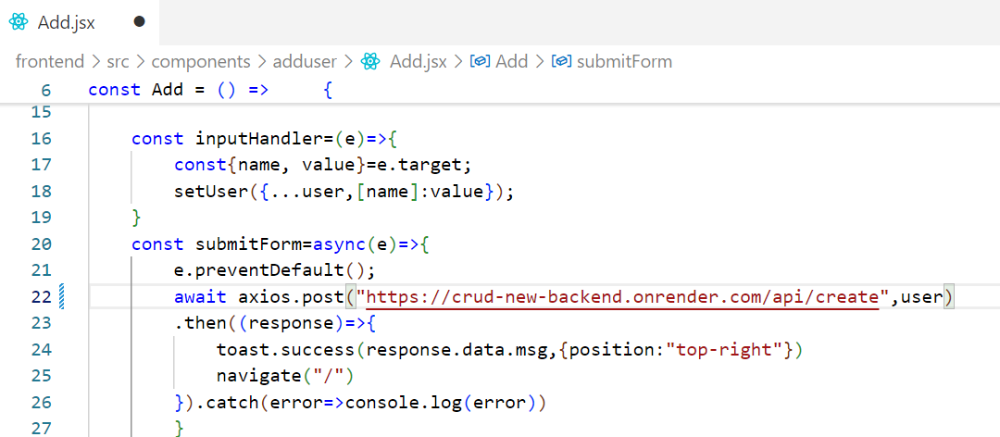 Add.jsx ●
frontend > src > components > adduser > Add.jsx > Add > submitForm
6 const Add = () => {
15
16 const inputHandler=(e)=>{
17 const{name, value}=e.target;
18 setUser({...user,[name]:value});
19 }
20 const submitForm=async(e)=>{
21 e.preventDefault();
22 await axios.post("https://crud-new-backend.onrender.com/api/create",user)
23 .then((response)=>{
24 toast.success(response.data.msg,{position:"top-right"})
25 navigate("/")
26 }).catch(error=>console.log(error))
27 }